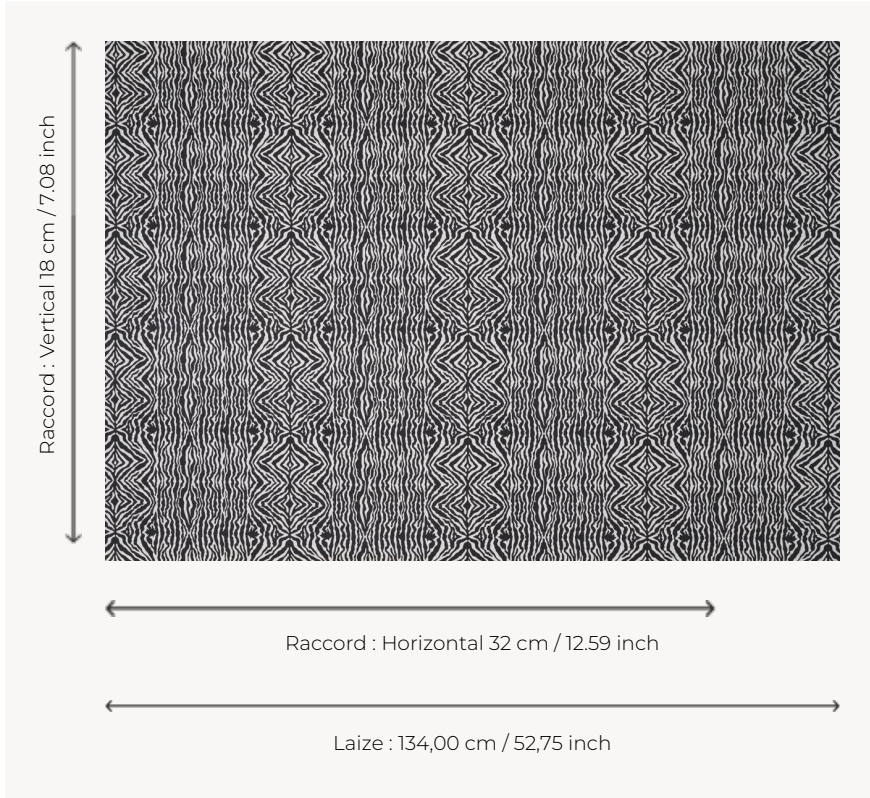 Raccord : Vertical 18 cm / 7.08 inch
Raccord : Horizontal 32 cm / 12.59 inch
Laize : 134,00 cm / 52,75 inch